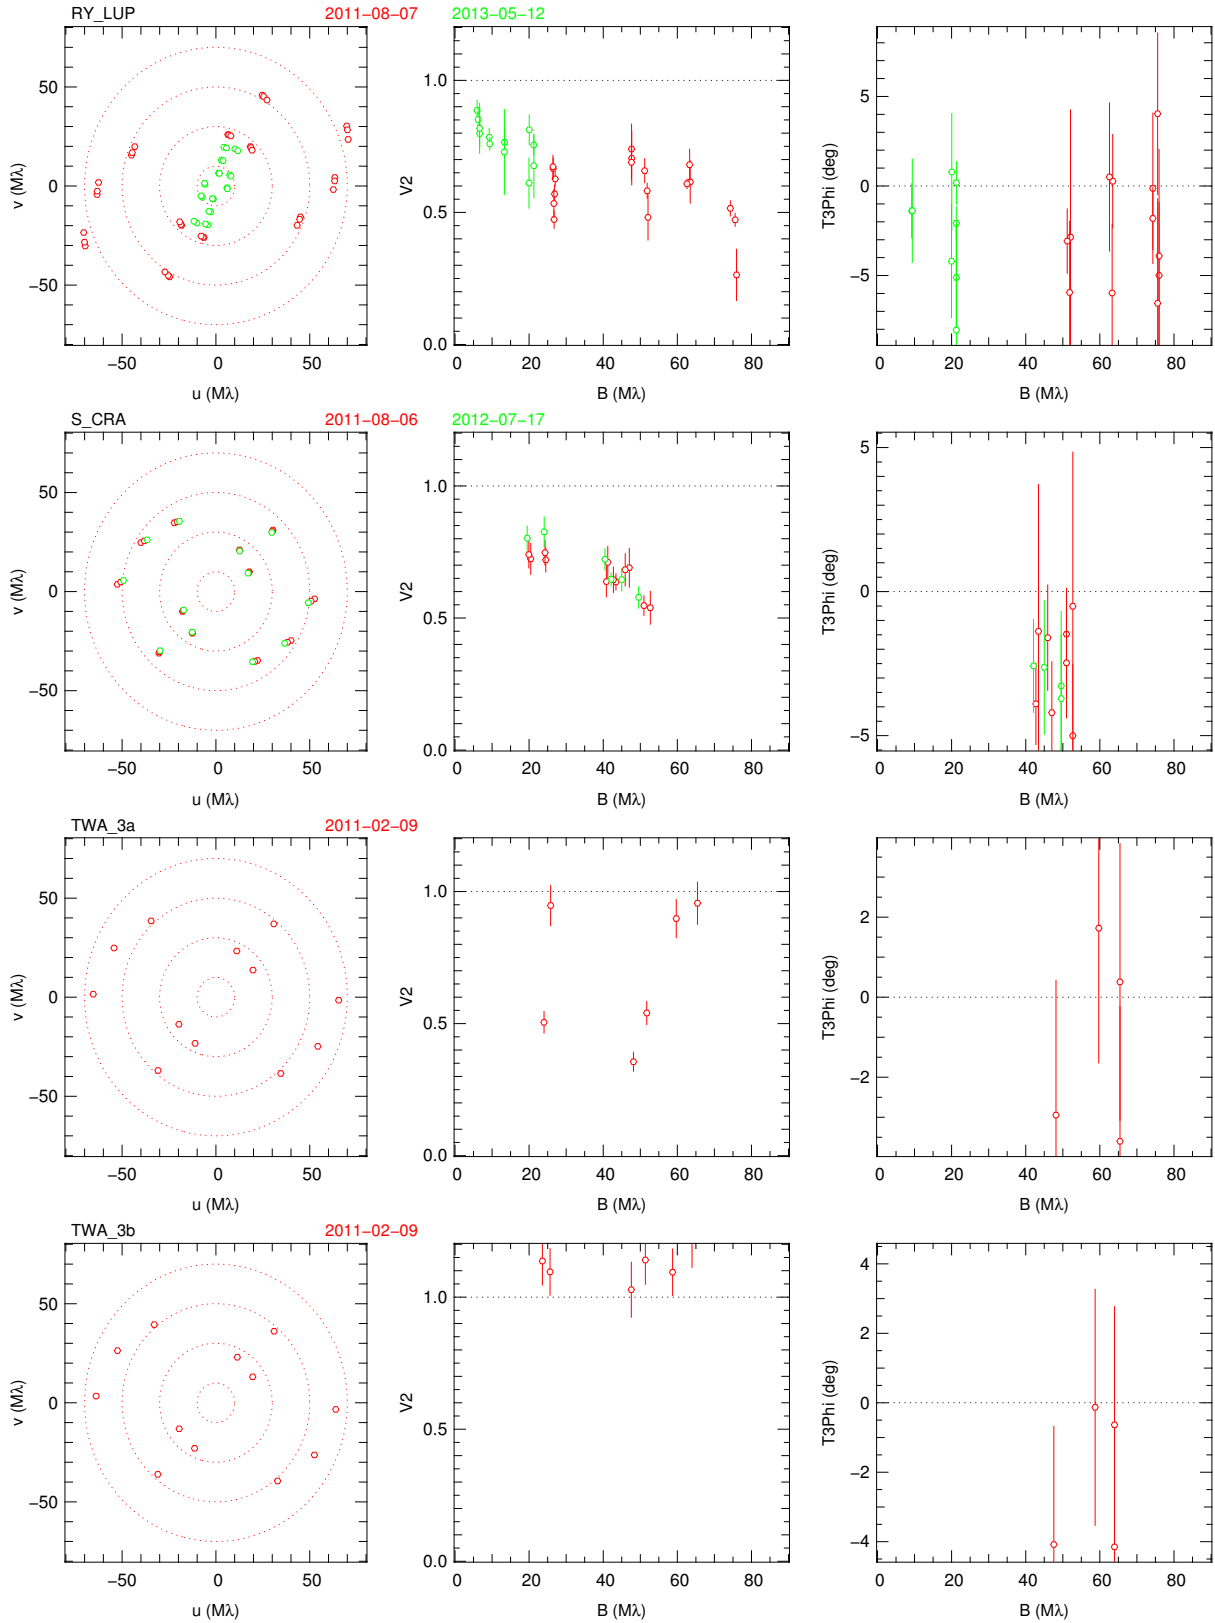 RY_LUP 2011−08−07 2013−05−12
50
0
−50
−50 0 50
u (Mλ)
v (Mλ)
1.0
0.5
0.0
0 20 40 60 80
B (Mλ)
V2
5
0
−5
0 20 40 60 80
B (Mλ)
T3Phi (deg)
S_CRA 2011−08−06 2012−07−17
50
0
−50
−50 0 50
u (Mλ)
v (Mλ)
1.0
0.5
0.0
0 20 40 60 80
B (Mλ)
V2
5
0
−5
0 20 40 60 80
B (Mλ)
T3Phi (deg)
TWA_3a 2011−02−09
50
0
−50
−50 0 50
u (Mλ)
v (Mλ)
1.0
0.5
0.0
0 20 40 60 80
B (Mλ)
V2
2
0
−2
0 20 40 60 80
B (Mλ)
T3Phi (deg)
TWA_3b 2011−02−09
50
0
−50
−50 0 50
u (Mλ)
v (Mλ)
1.0
0.5
0.0
0 20 40 60 80
B (Mλ)
V2
4
2
0
−2
−4
0 20 40 60 80
B (Mλ)
T3Phi (deg)